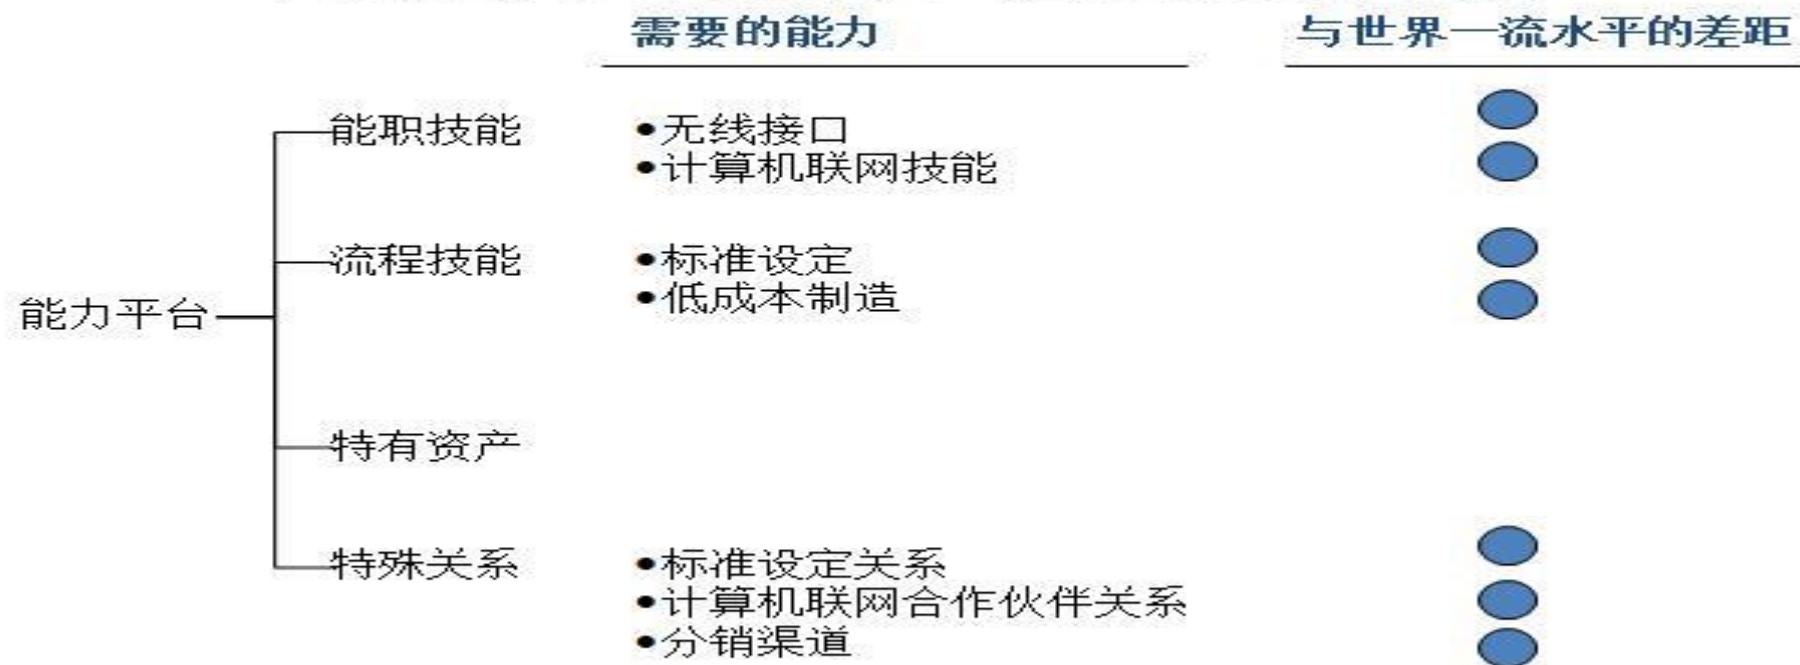 需要的能力 与世界一流水平的差距
能职技能 •无线接口
•计算机联网技能
流程技能 •标准设定
•低成本制造
能力平台
特有资产
特殊关系 •标准设定关系
•计算机联网合作伙伴关系
•分销渠道